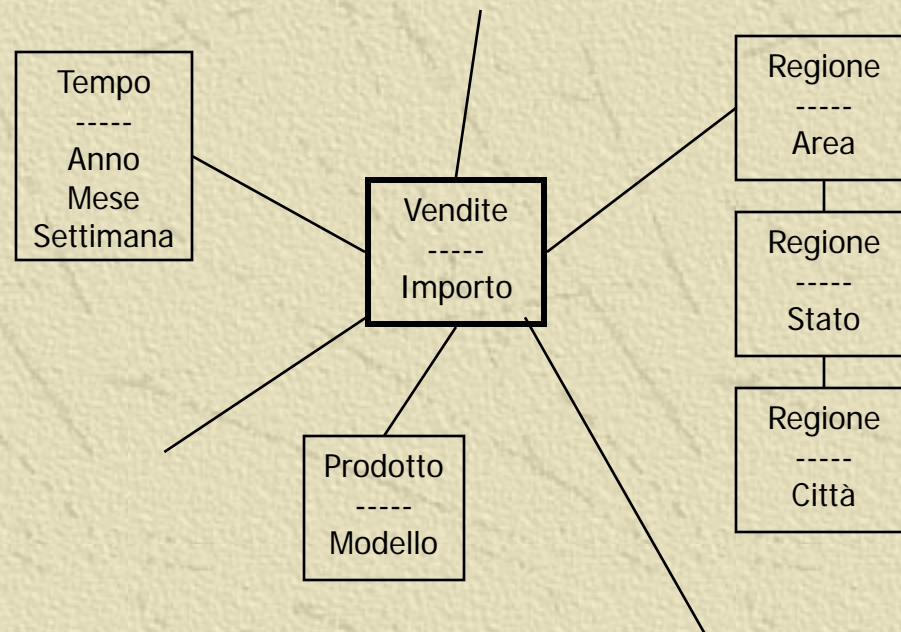 Tempo
-----
Anno
Mese
Settimana
Vendite
-----
Importo
Prodotto
-----
Modello
Regione
-----
Area
Regione
-----
Stato
Regione
-----
Città